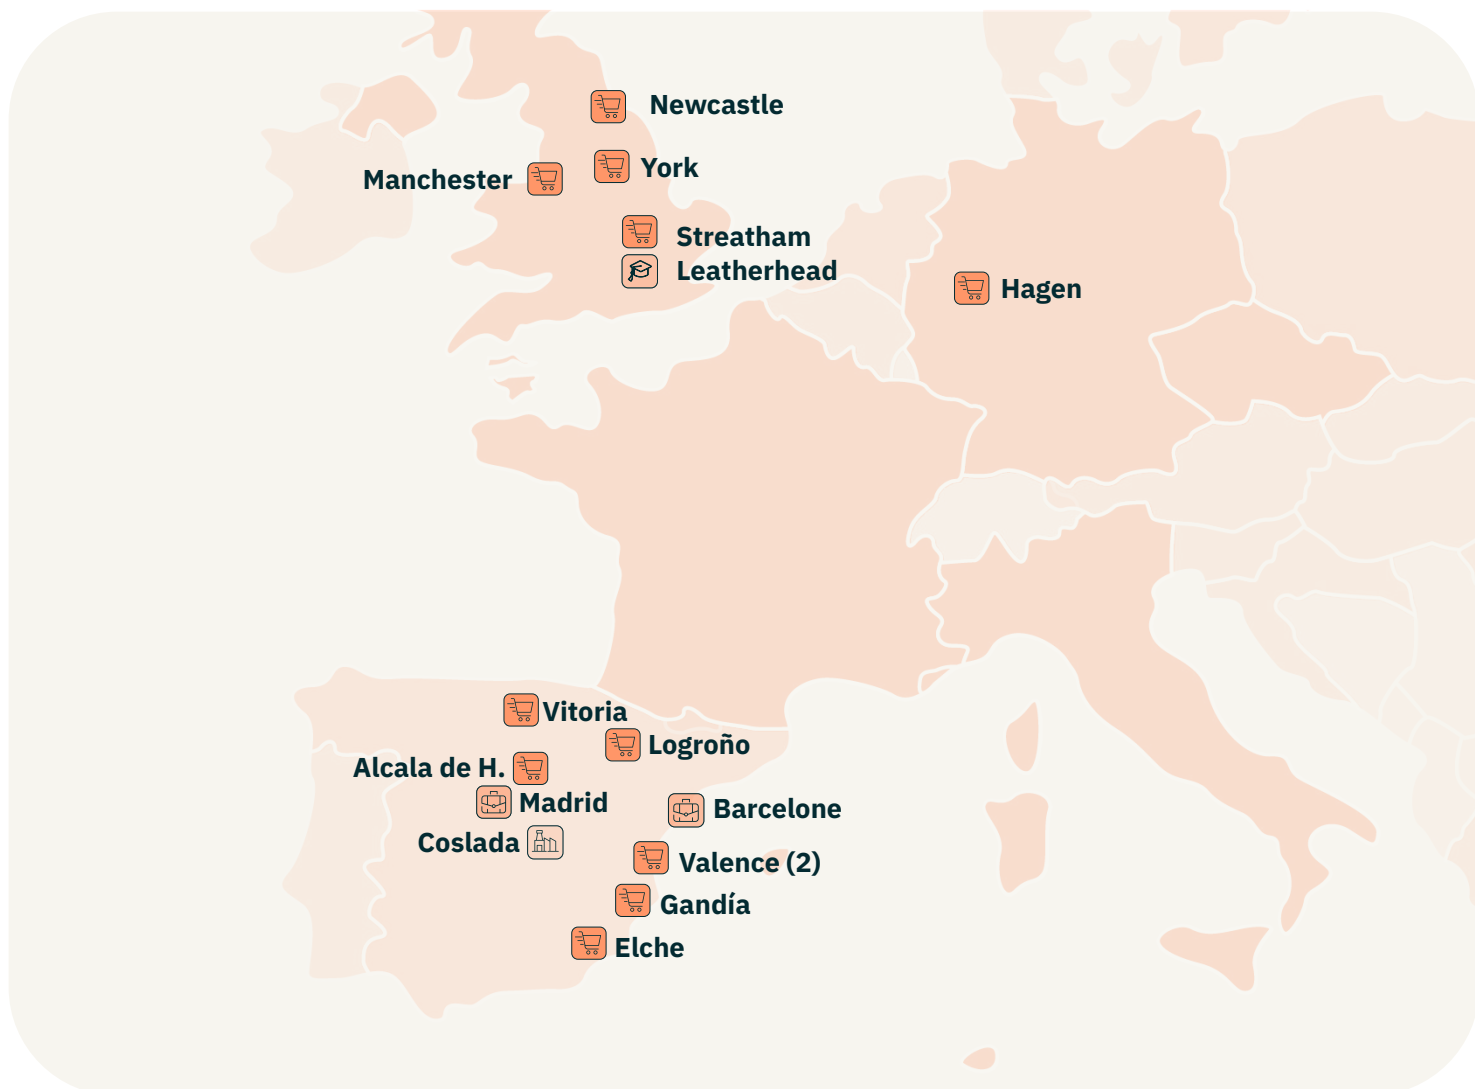 Newcastle
York
Manchester
Streatham
Leatherhead
Hagen
Vitoria
Logroño
Alcala de H.
Madrid
Barcelone
Coslada
Valence (2)
Gandía
Elche